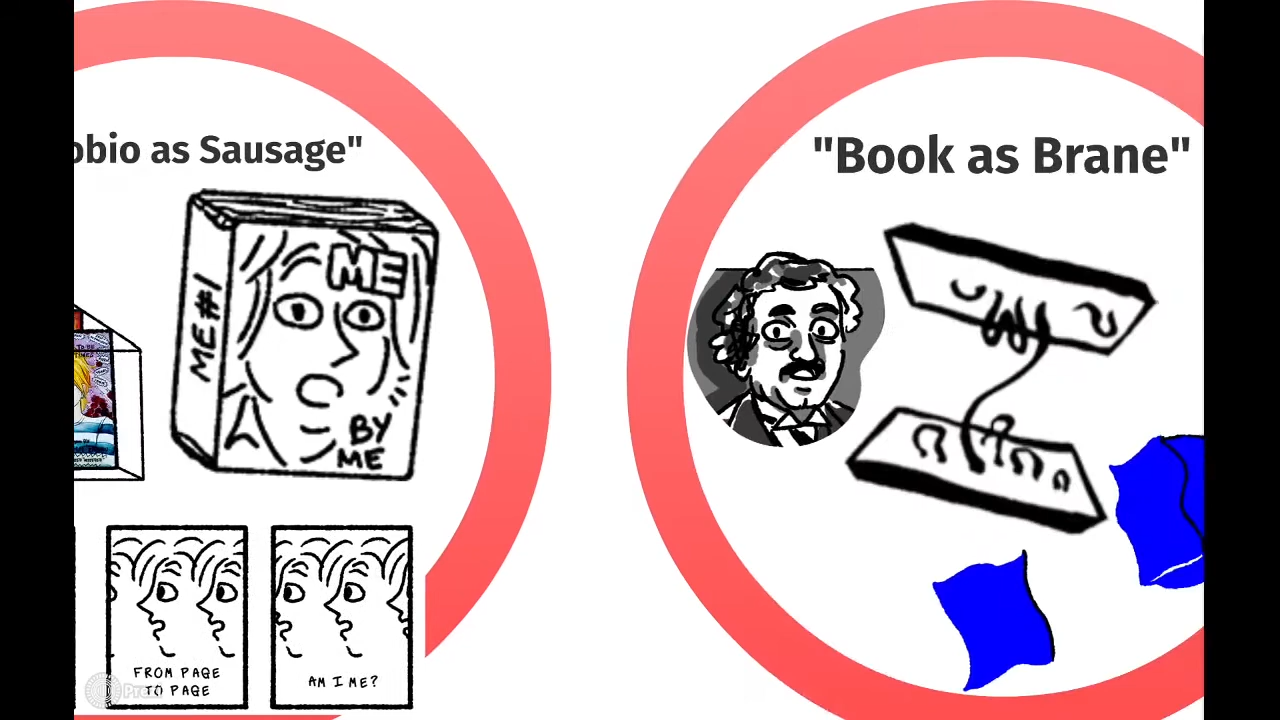 obio as Sausage"
ME
ME#1
BY
ME
FROM PAGE
TO PAGE
AM I ME?
"Book as Brane"